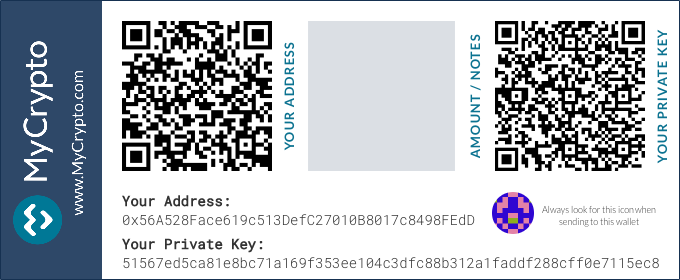 MyCrypto
www.MyCrypto.com
YOUR ADDRESS
AMOUNT / NOTES
YOUR PRIVATE KEY
Your Address:
0x56A528Face619c513DefC27010B8017c8498FEdD
Always look for this icon when
sending to this wallet
Your Private Key:
51567ed5ca81e8bc71a169f353ee104c3dfc88b312a1faddf288cff0e7115ec8